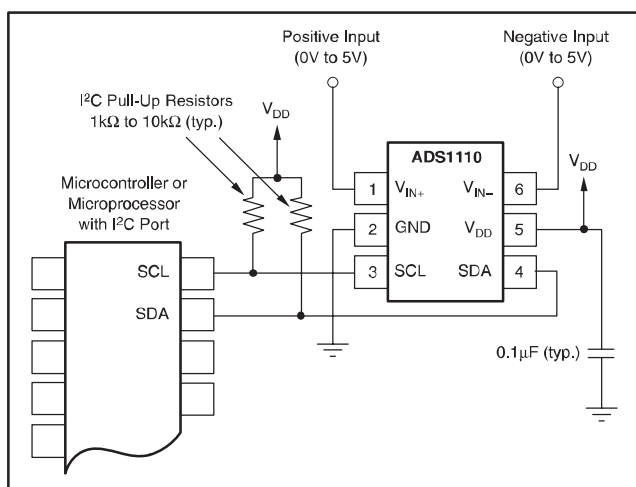 Positive Input
(0V to 5V)
Negative Input
(0V to 5V)
I²C Pull-Up Resistors
1kΩ to 10kΩ (typ.)
V_DD
Microcontroller or
Microprocessor
with I²C Port
SCL
SDA
ADS1110
1 V_IN+ V_IN– 6
2 GND V_DD 5
3 SCL SDA 4
V_DD
0.1µF (typ.)